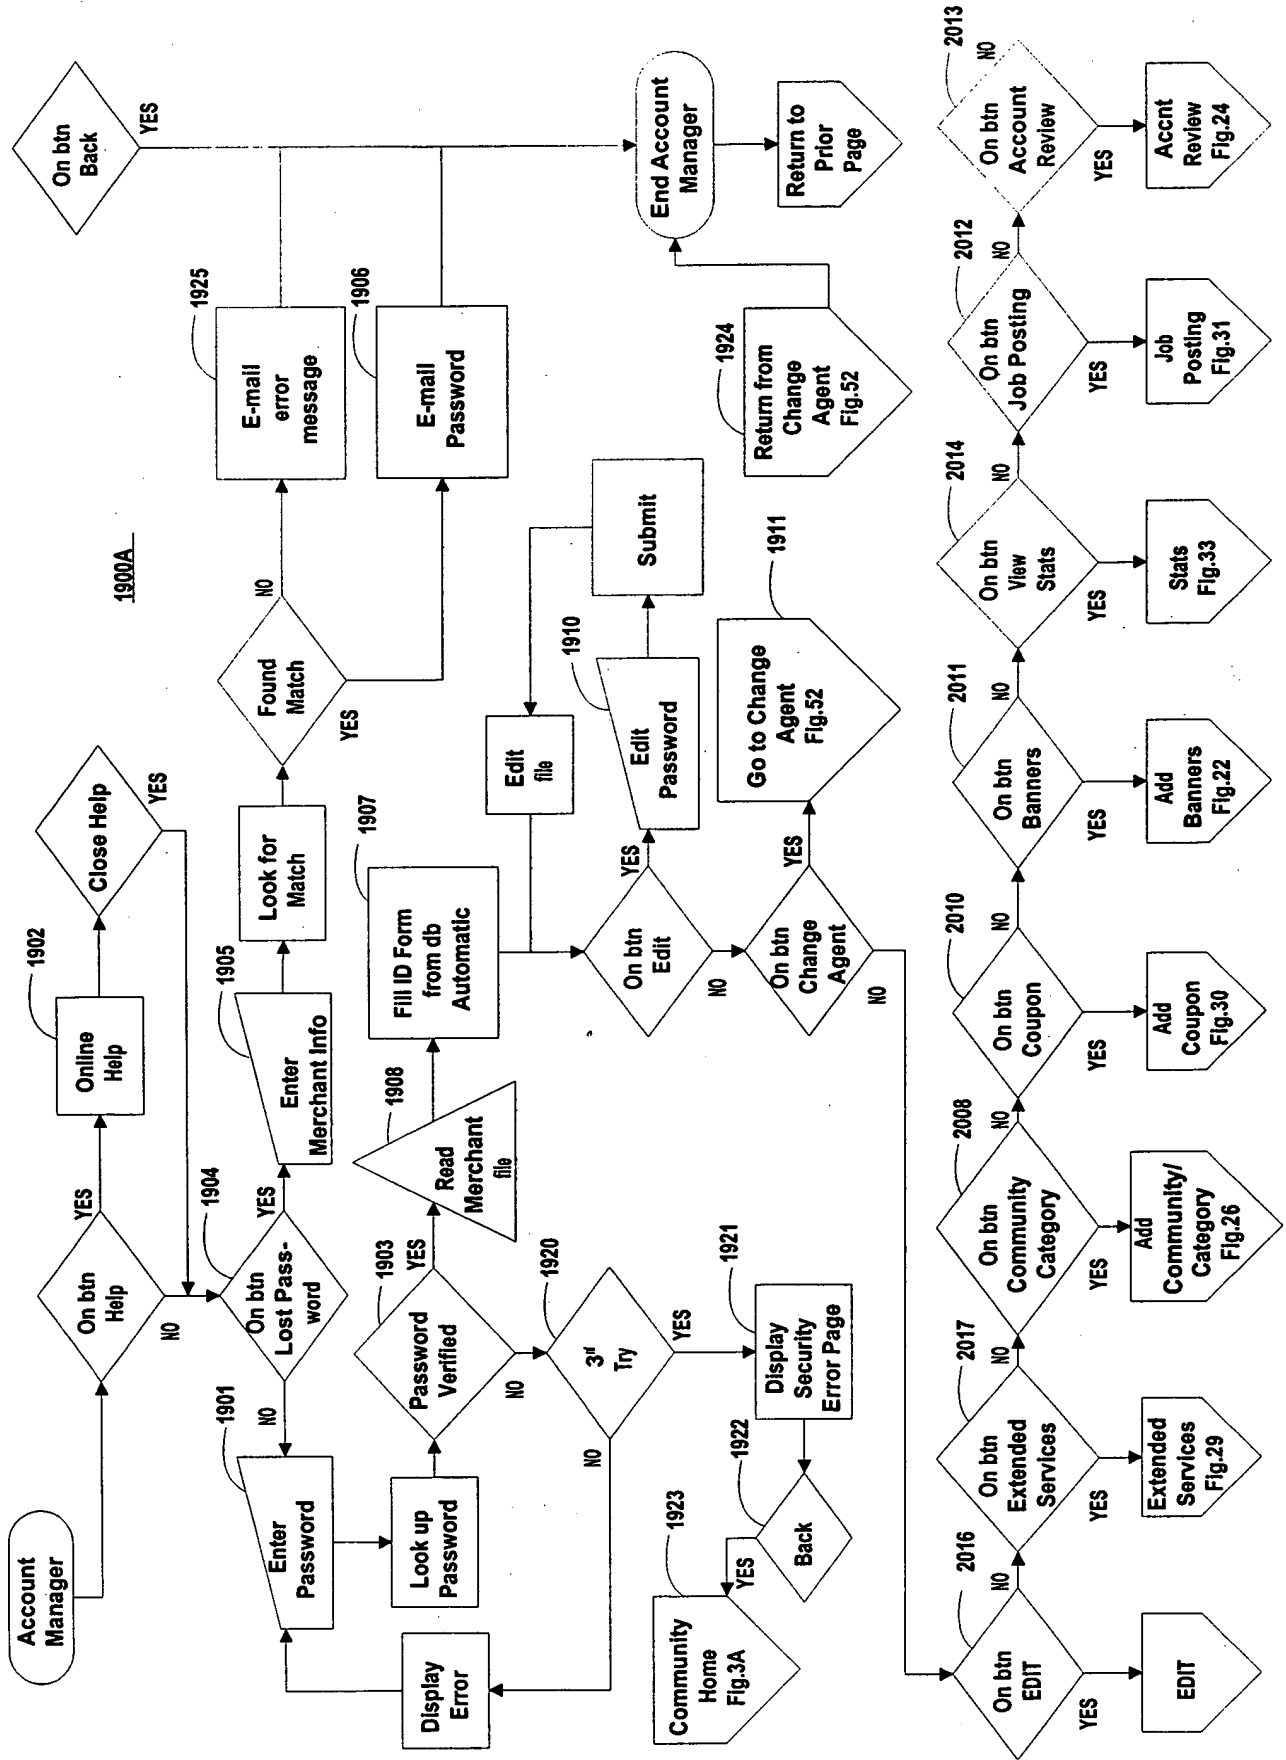 1900A
Account
Manager
On btn
Help
YES
NO
1902
Online
Help
Close Help
YES
On btn
Back
YES
1904
On btn
Lost Pass-
word
YES
NO
1905
Enter
Merchant Info
Look for
Match
Found
Match
NO
YES
1925
E-mail
error
message
1906
E-mail
Password
1901
Enter
Password
Look up
Password
1903
Password
Verified
YES
NO
1908
Read
Merchant
file
1907
Fill ID Form
from db
Automatic
Edit
file
Submit
Display
Error
1920
3rd
Try
NO
YES
On btn
Edit
YES
NO
1910
Edit
Password
End Account
Manager
Return to
Prior
Page
1921
Display
Security
Error Page
1922
Back
YES
1923
Community
Home
Fig.3A
On btn
Change
Agent
YES
NO
1911
Go to Change
Agent
Fig.52
1924
Return from
Change
Agent
Fig.52
2016
On btn
EDIT
NO
YES
EDIT
2017
On btn
Extended
Services
NO
YES
Extended
Services
Fig.29
2008
On btn
Community
Category
NO
YES
Add
Community/
Category
Fig.26
2010
On btn
Coupon
NO
YES
Add
Coupon
Fig.30
2011
On btn
Banners
NO
YES
Add
Banners
Fig.22
2014
On btn
View
Stats
NO
YES
Stats
Fig.33
2012
On btn
Job Posting
NO
YES
Job
Posting
Fig.31
2013
On btn
Account
Review
NO
YES
Accnt
Review
Fig.24